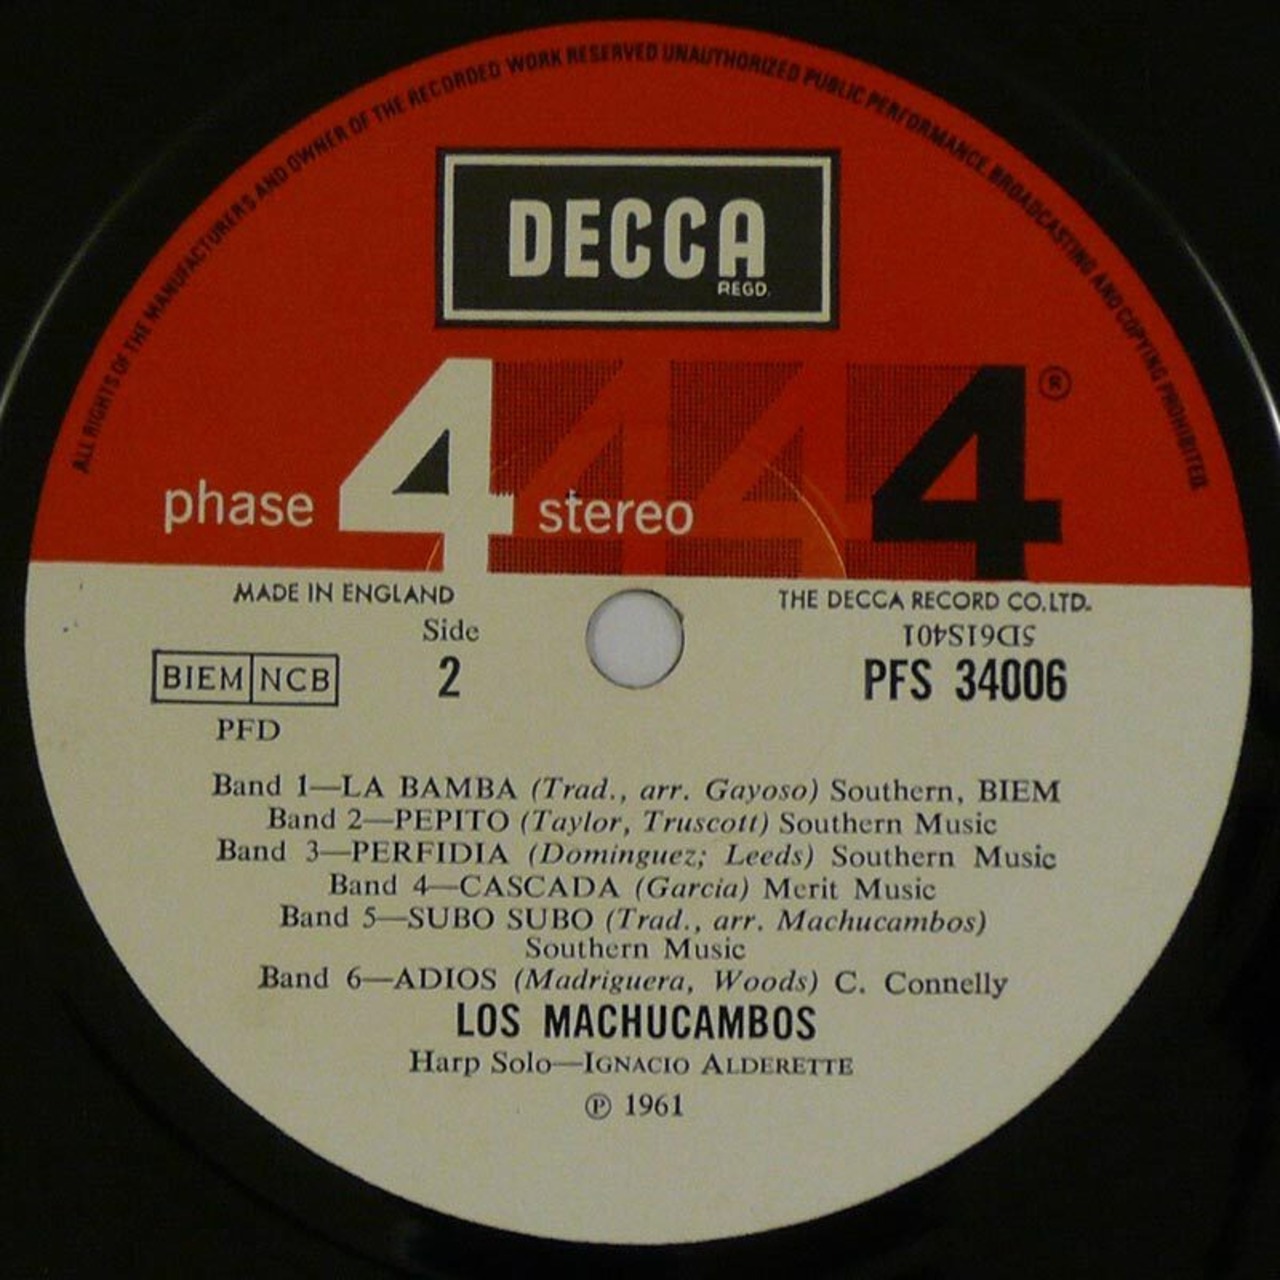 ALL RIGHTS OF THE MANUFACTURERS AND OWNER OF THE RECORDED WORK RESERVED UNAUTHORIZED PUBLIC PERFORMANCE BROADCASTING AND COPYING PROHIBITED.
DECCA
REGD.
4 4 4 4 ®
phase stereo
MADE IN ENGLAND
THE DECCA RECORD CO.LTD.
Side
5D61S401
2
PFS 34006
BIEM NCB
PFD
Band 1—LA BAMBA (Trad., arr. Gayoso) Southern, BIEM
Band 2—PEPITO (Taylor, Truscott) Southern Music
Band 3—PERFIDIA (Dominguez; Leeds) Southern Music
Band 4—CASCADA (Garcia) Merit Music
Band 5—SUBO SUBO (Trad., arr. Machucambos)
Southern Music
Band 6—ADIOS (Madriguera, Woods) C. Connelly
LOS MACHUCAMBOS
Harp Solo—IGNACIO ALDERETTE
℗ 1961